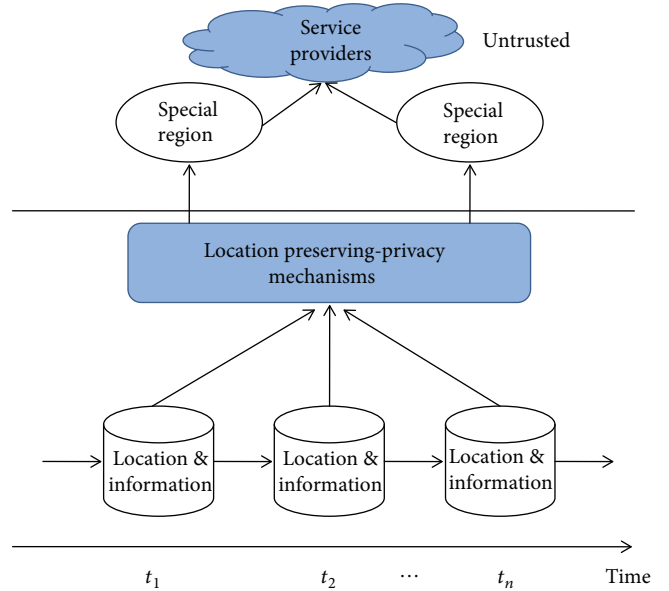 Service
providers
Untrusted
Special
region
Special
region
Location preserving-privacy
mechanisms
Location &
information
Location &
information
Location &
information
t₁
t₂
⋯
tₙ
Time